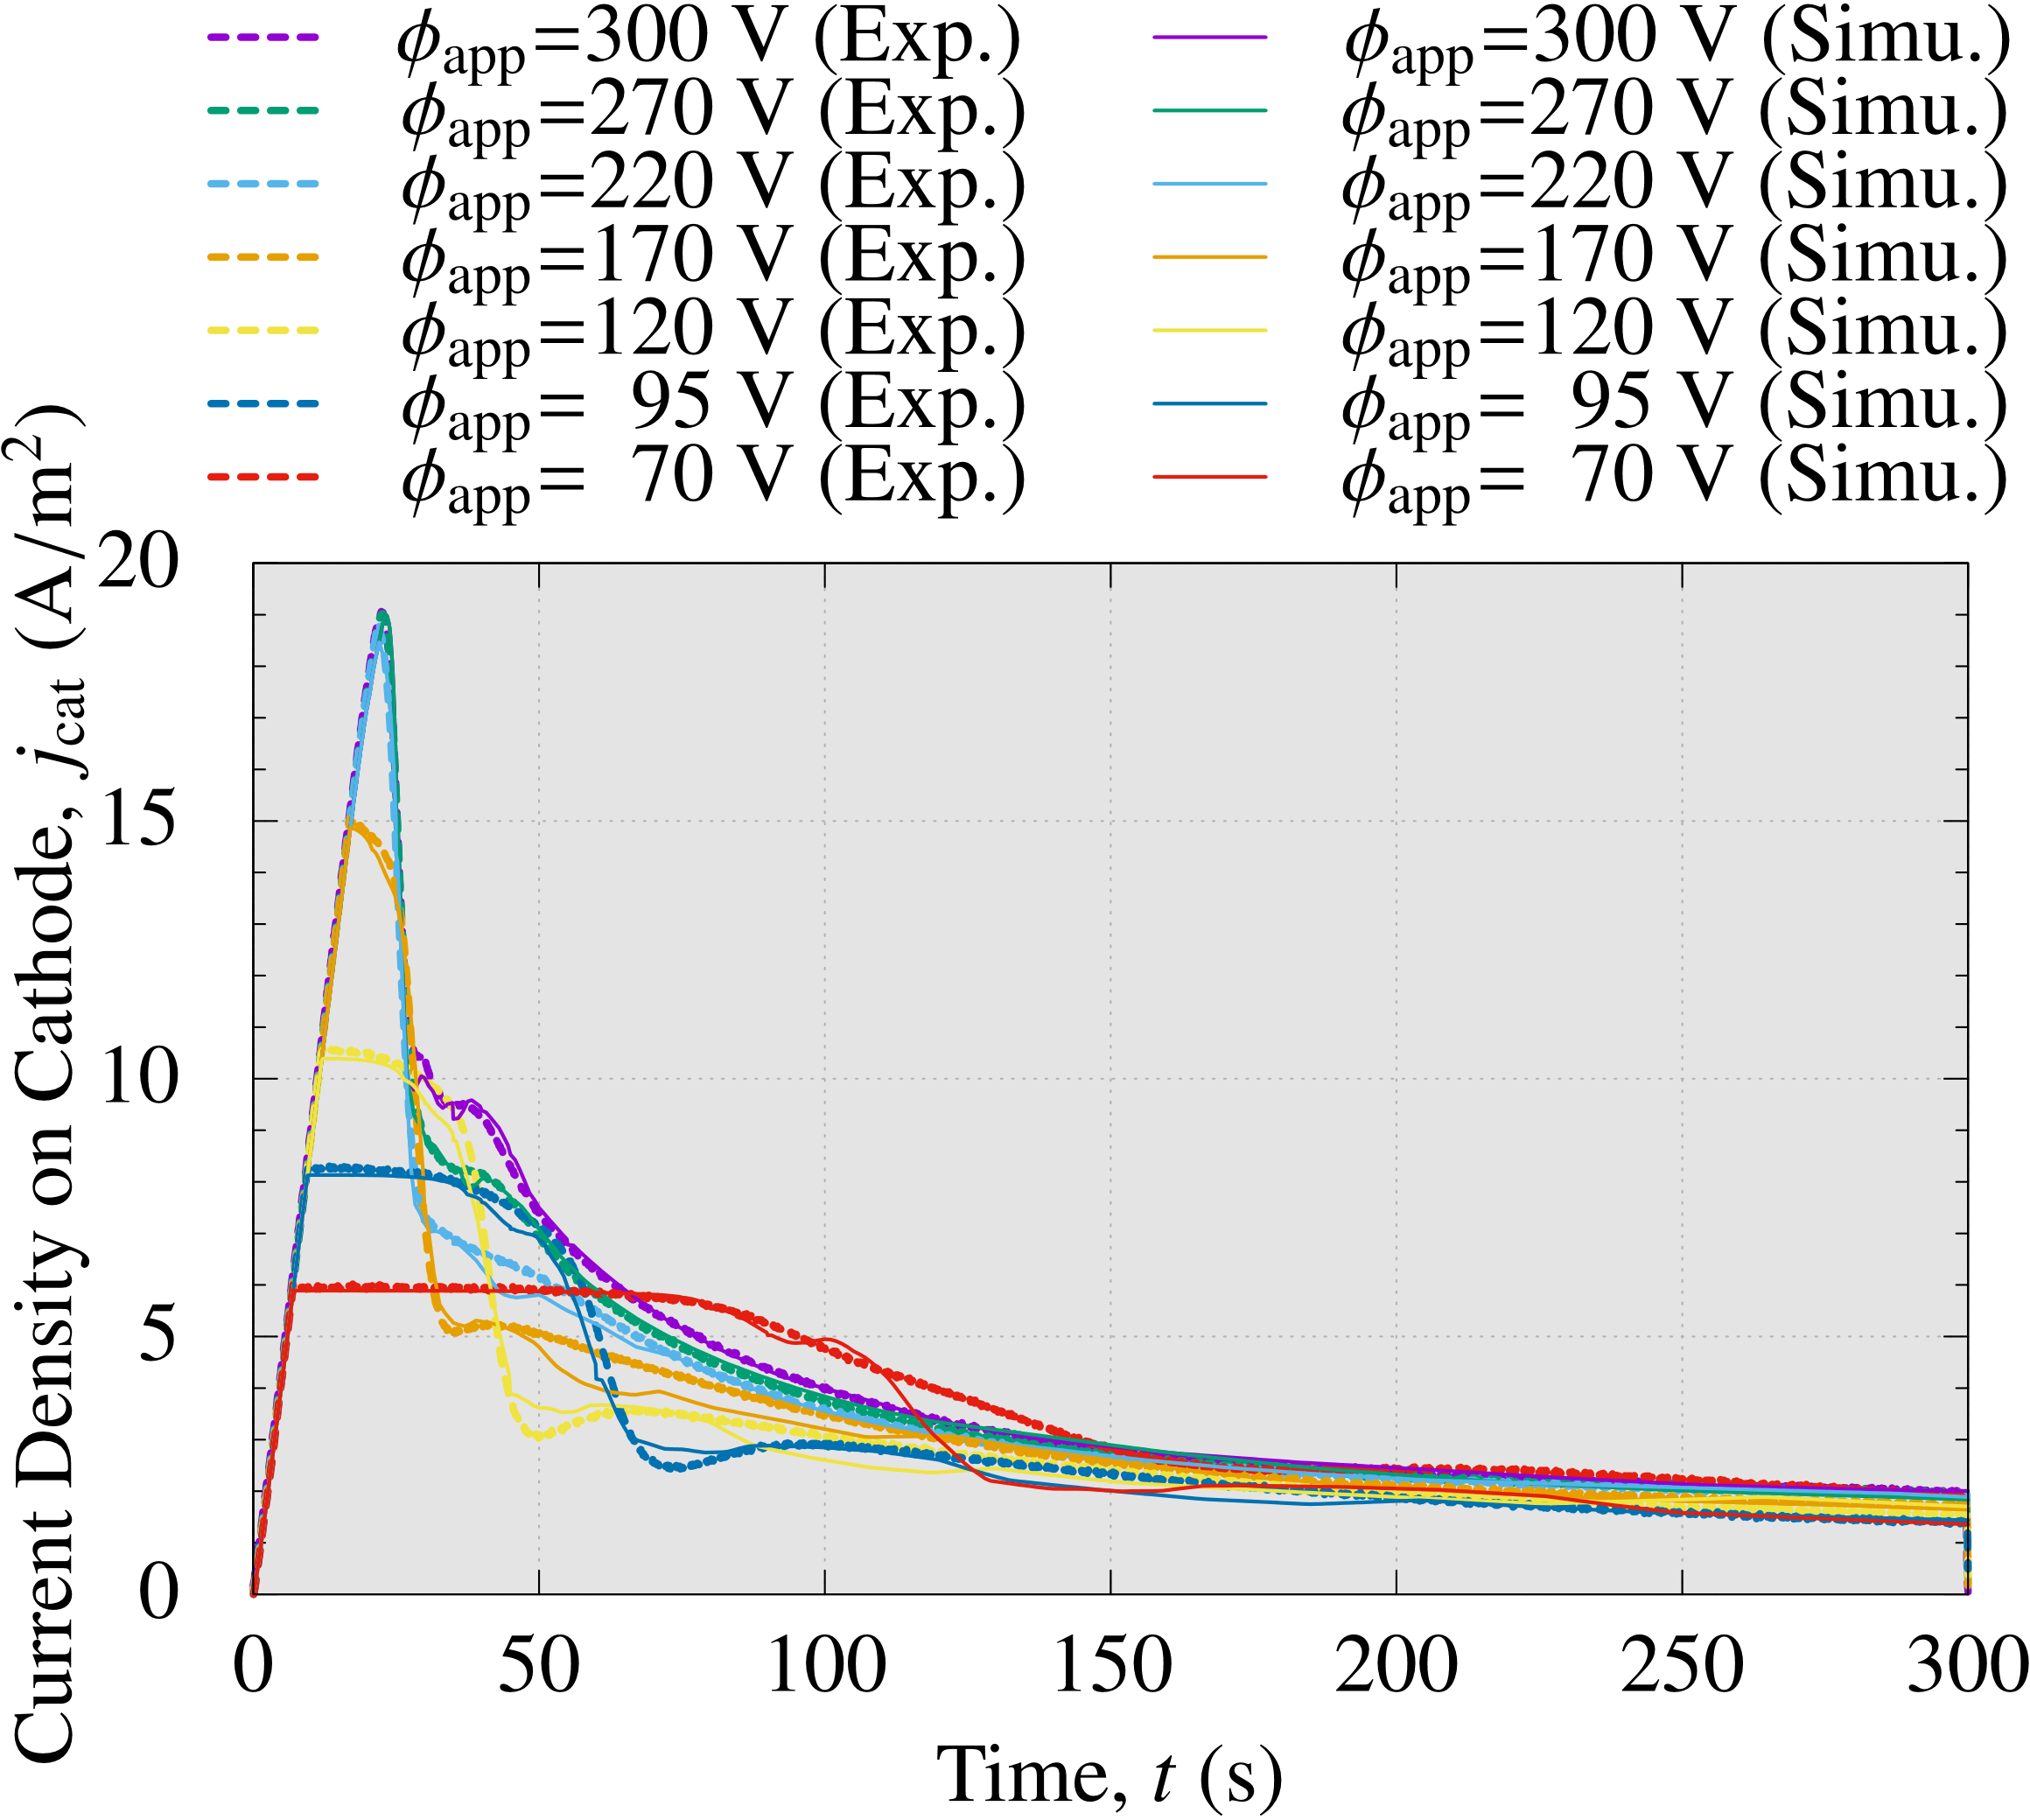 ϕapp=300 V (Exp.)
ϕapp=270 V (Exp.)
ϕapp=220 V (Exp.)
ϕapp=170 V (Exp.)
ϕapp=120 V (Exp.)
ϕapp= 95 V (Exp.)
ϕapp= 70 V (Exp.)
ϕapp=300 V (Simu.)
ϕapp=270 V (Simu.)
ϕapp=220 V (Simu.)
ϕapp=170 V (Simu.)
ϕapp=120 V (Simu.)
ϕapp= 95 V (Simu.)
ϕapp= 70 V (Simu.)
Current Density on Cathode, jcat (A/m²)
20
15
10
5
0
0 50 100 150 200 250 300
Time, t (s)